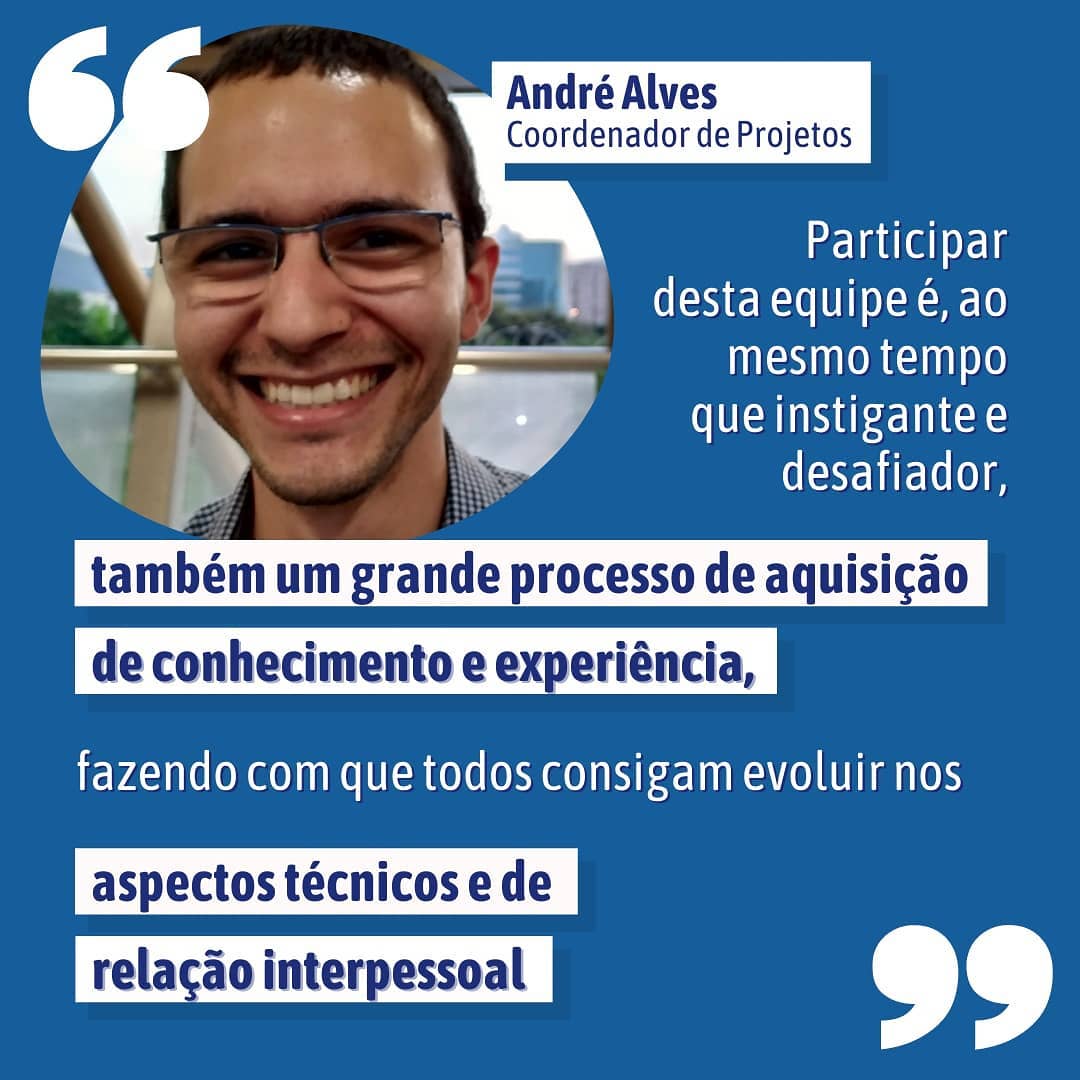 André Alves
Coordenador de Projetos
Participar
desta equipe é, ao
mesmo tempo
que instigante e
desafiador,
também um grande processo de aquisição
de conhecimento e experiência,
fazendo com que todos consigam evoluir nos
aspectos técnicos e de
relação interpessoal